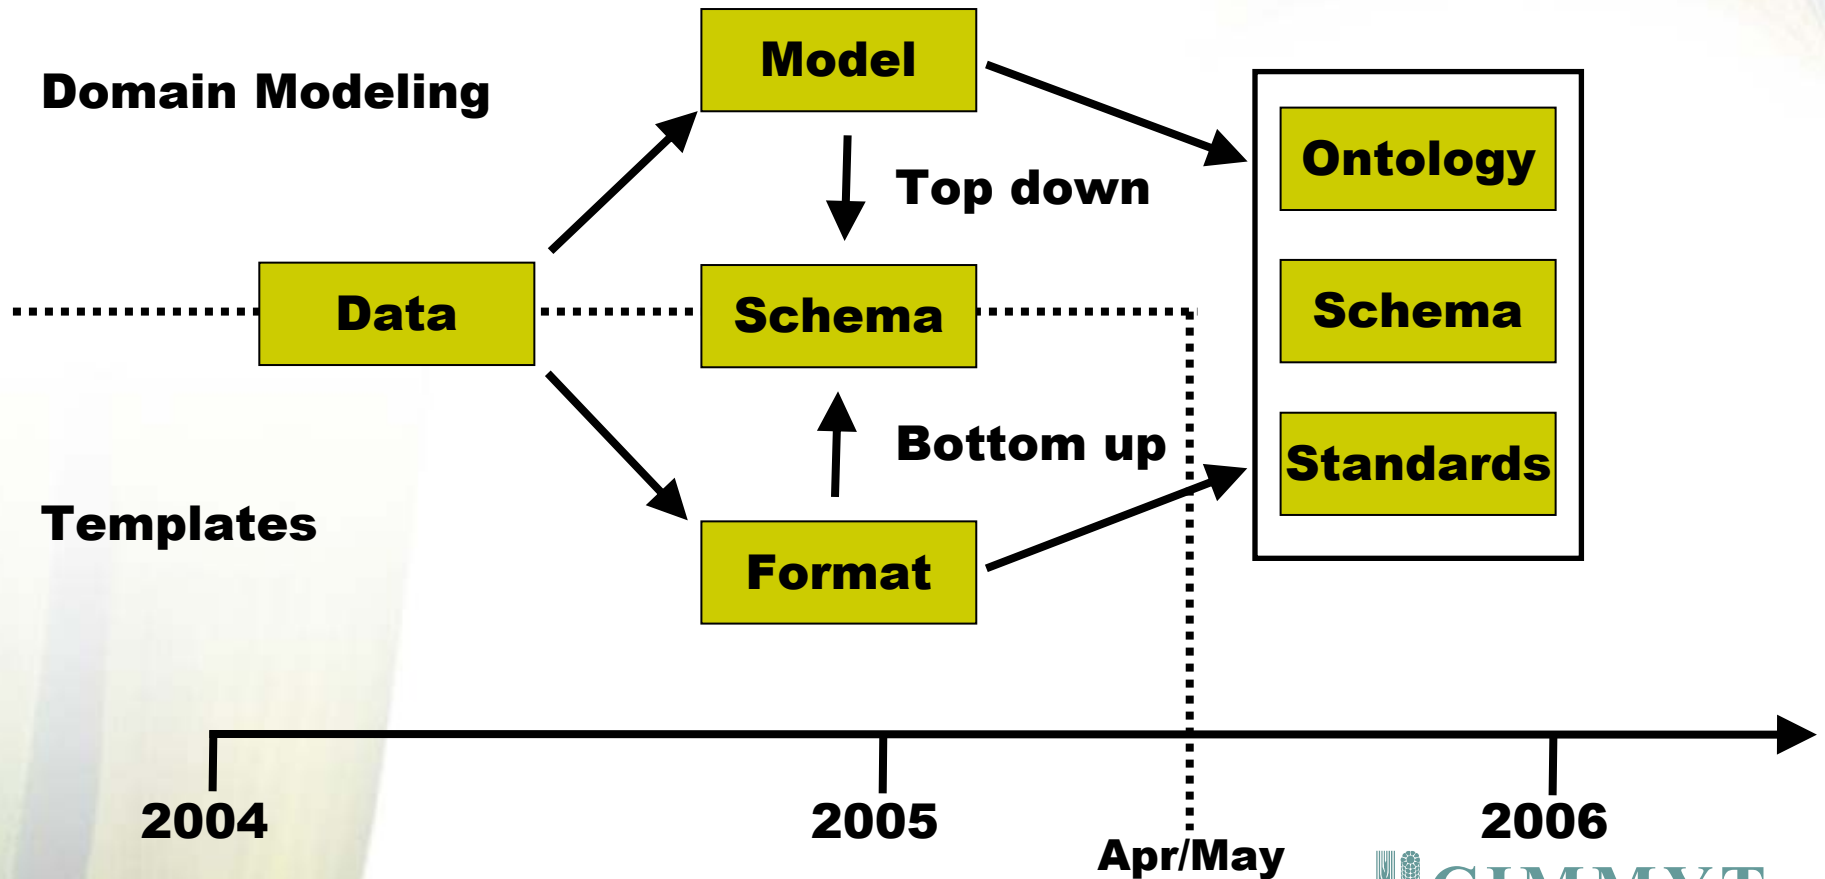 Domain Modeling
Model
Top down
Ontology
Data
Schema
Schema
Bottom up
Standards
Templates
Format
2004
2005
2006
Apr/May
CIMMYT